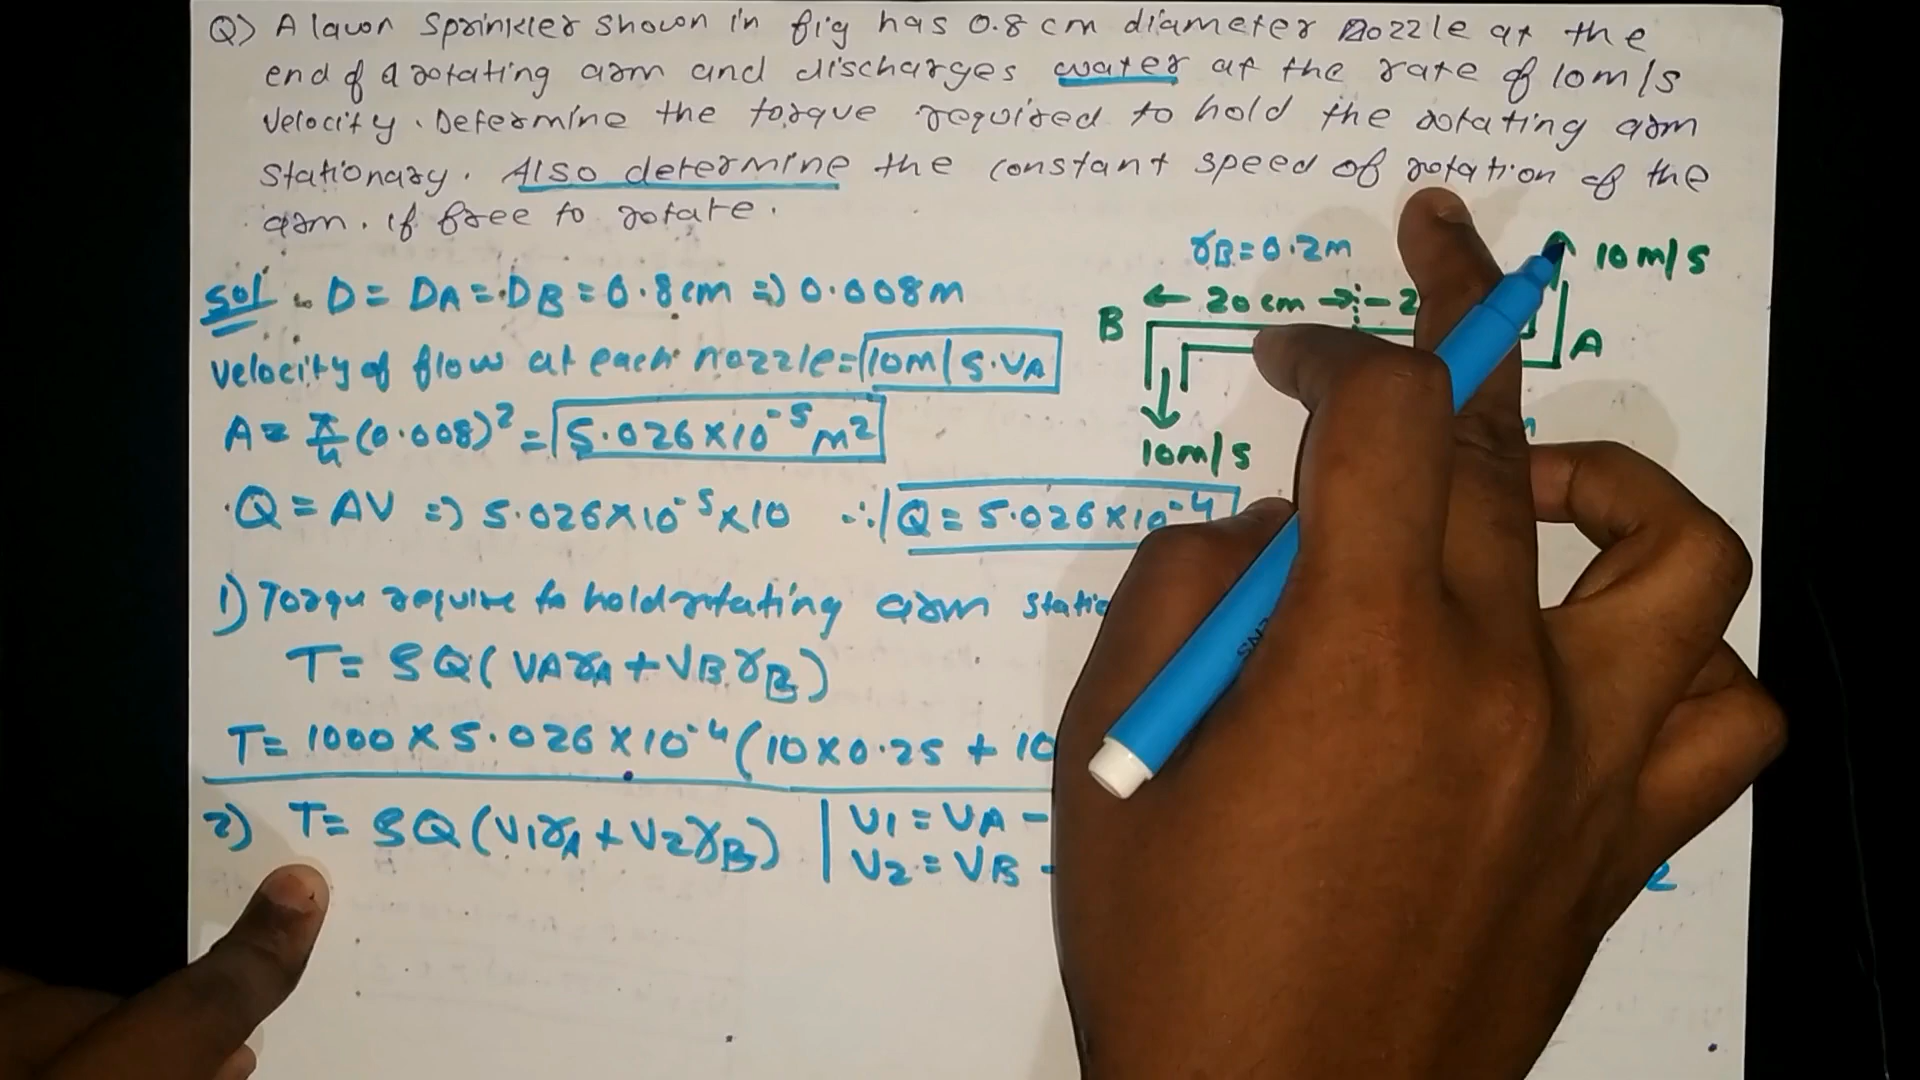 Q) A lawn sprinkler shown in fig has 0.8 cm diameter nozzle at the
end of a rotating arm and discharges water at the rate of 10m/s
velocity. Determine the torque required to hold the rotating arm
stationary. Also determine the constant speed of rotation of the
arm. if free to rotate.
rB = 0.2m
10m/s
sol . D = DA = DB = 0.8cm => 0.008m
B ← 20 cm → - 2
A
velocity of flow at each nozzle = 10m/s.VA
A = π/4 (0.008)² = 5.026×10⁻⁵ m²
10m/s
Q = AV => 5.026×10⁻⁵×10 ∴ Q = 5.026×10⁻⁴
1) Torqu require to hold rotating arm
T = ρQ( VArA + VB.rB)
T= 1000 × 5.026×10⁻⁴ (10×0.25 + 10
2) T= ρQ (V1rA + V2rB) | V1 = VA -
V2 = VB - 2